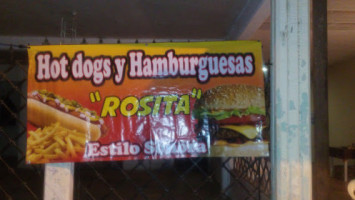 Hot dogs y Hamburguesas
"ROSITA"
Estilo